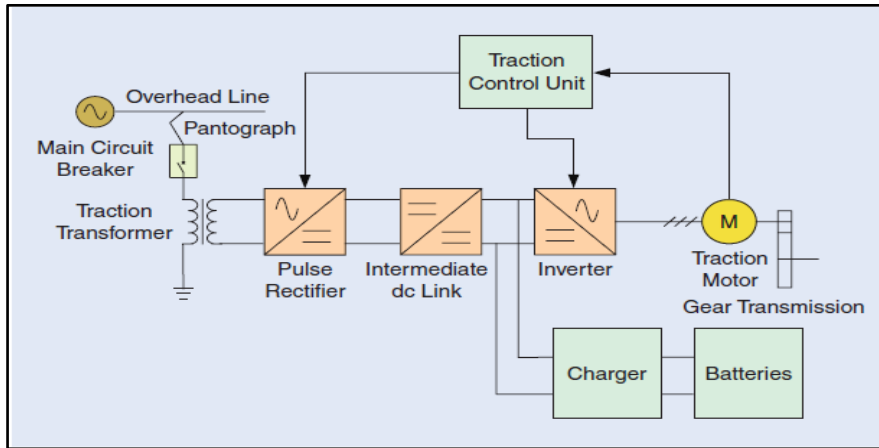 Traction
Control Unit
Overhead Line
Pantograph
Main Circuit
Breaker
Traction
Transformer
Pulse
Rectifier
Intermediate
dc Link
Inverter
M
Traction
Motor
Gear Transmission
Charger
Batteries